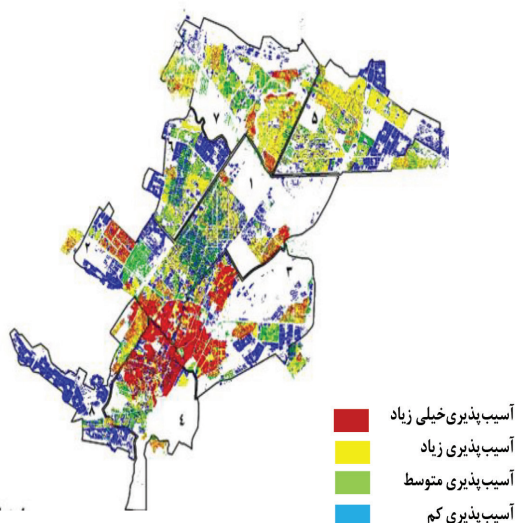 ۷
۵
۶
۱
۲
۳
۸
۴
آسیب‌پذیری خیلی زیاد
آسیب‌پذیری زیاد
آسیب‌پذیری متوسط
آسیب‌پذیری کم